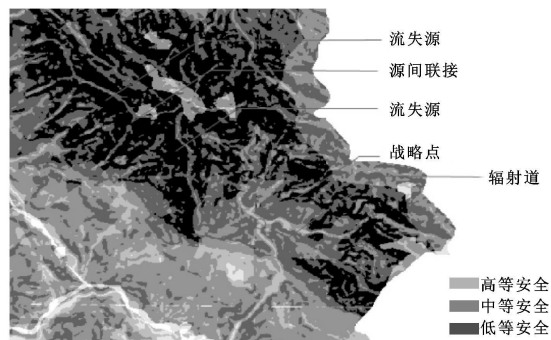 流失源
源间联接
流失源
战略点
辐射道
高等安全
中等安全
低等安全